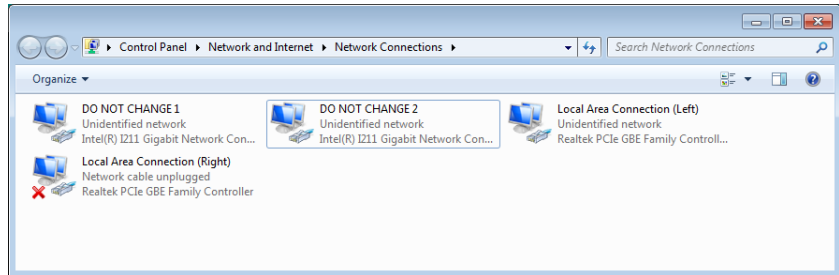 Control Panel ▸ Network and Internet ▸ Network Connections ▸
Search Network Connections
Organize
DO NOT CHANGE 1
Unidentified network
Intel(R) I211 Gigabit Network Con...
DO NOT CHANGE 2
Unidentified network
Intel(R) I211 Gigabit Network Con...
Local Area Connection (Left)
Unidentified network
Realtek PCIe GBE Family Controll...
Local Area Connection (Right)
Network cable unplugged
Realtek PCIe GBE Family Controller